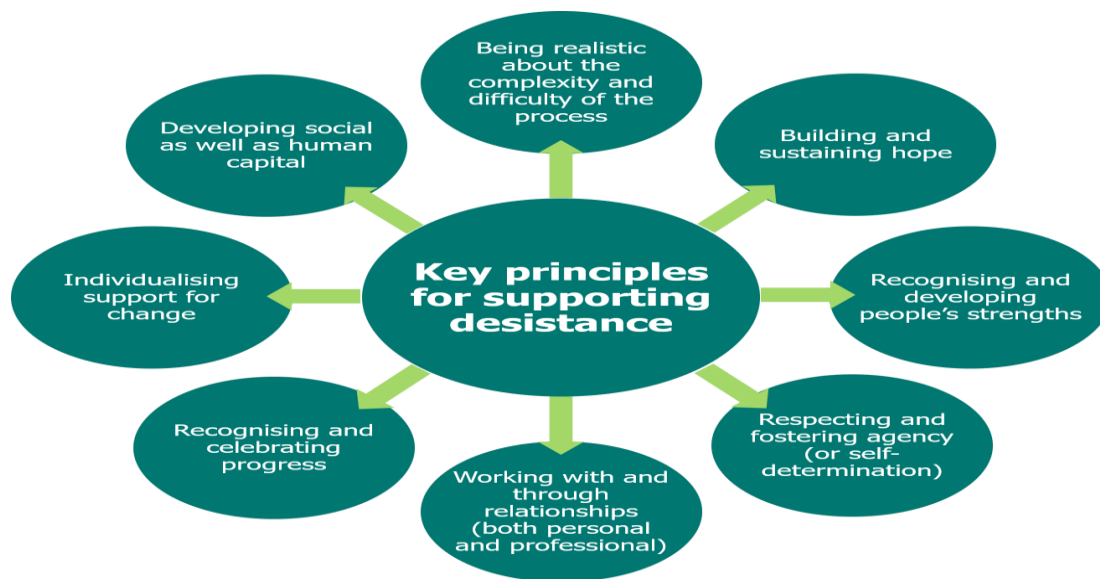 Key principles
for supporting
desistance
Being realistic
about the
complexity and
difficulty of the
process
Building and
sustaining hope
Recognising and
developing
people's strengths
Respecting and
fostering agency
(or self-
determination)
Working with and
through
relationships
(both personal
and professional)
Recognising and
celebrating
progress
Individualising
support for
change
Developing social
as well as human
capital